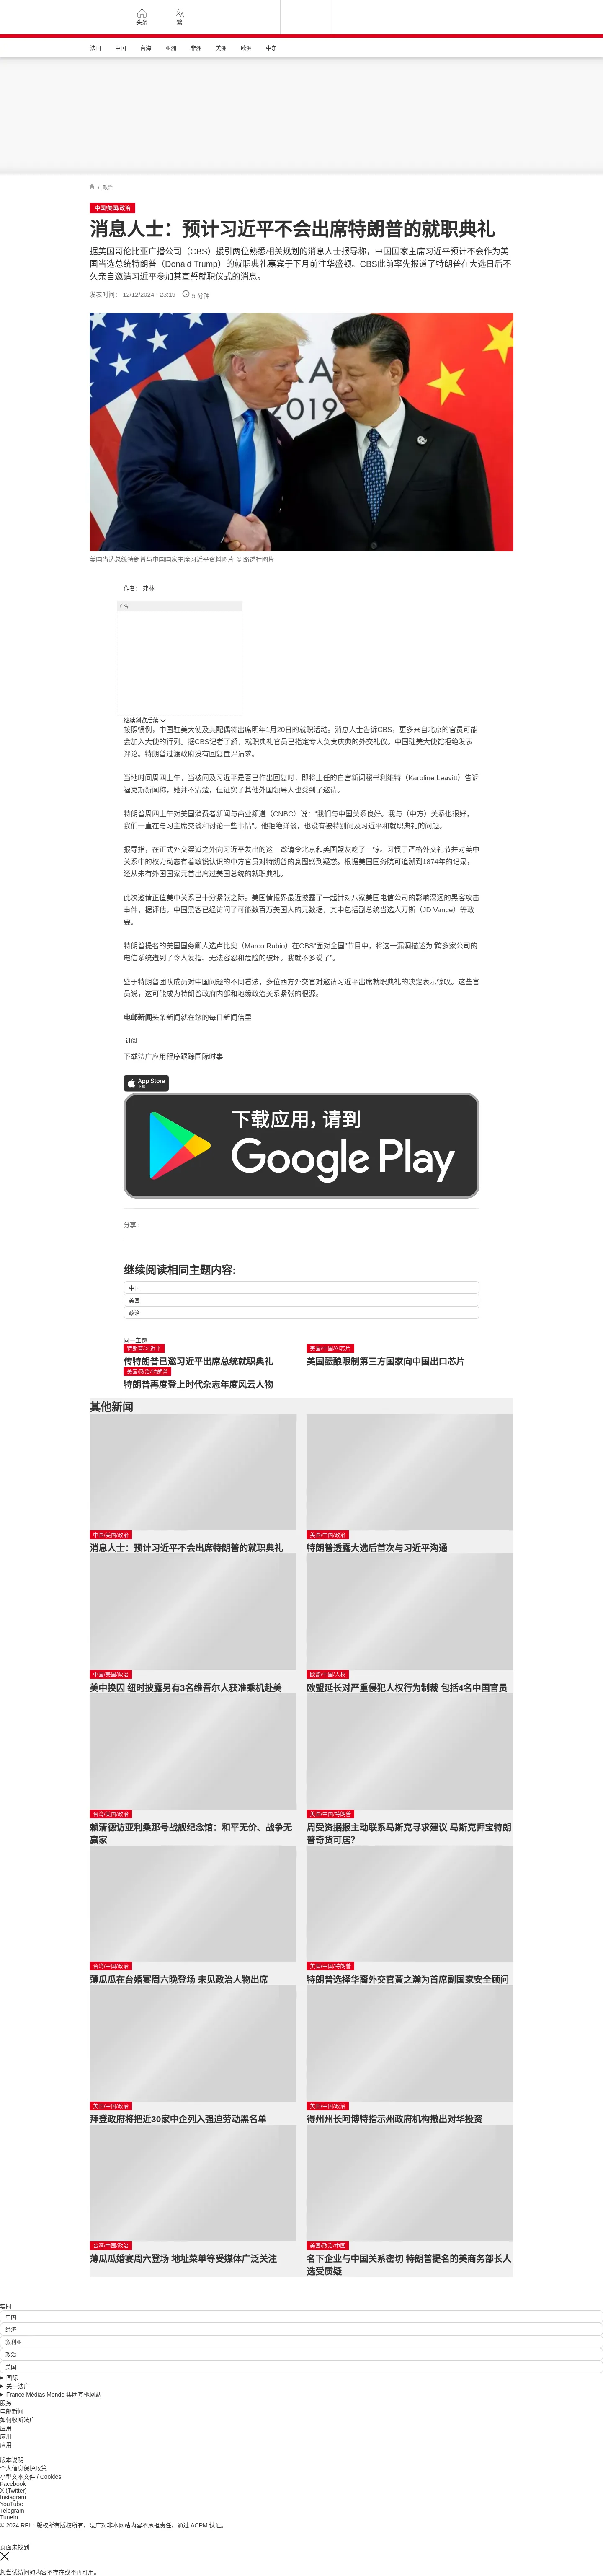 头条
繁
法国 中国 台海 亚洲 非洲 美洲 欧洲 中东
/ 政治
中国/美国/政治
消息人士：预计习近平不会出席特朗普的就职典礼
据美国哥伦比亚广播公司（CBS）援引两位熟悉相关规划的消息人士报导称，中国国家主席习近平预计不会作为美
国当选总统特朗普（Donald Trump）的就职典礼嘉宾于下月前往华盛顿。CBS此前率先报道了特朗普在大选日后不
久亲自邀请习近平参加其宣誓就职仪式的消息。
发表时间： 12/12/2024 - 23:19 5 分钟
2019
美国当选总统特朗普与中国国家主席习近平资料图片 © 路透社图片
作者： 弗林
广告
继续浏览后续
按照惯例，中国驻美大使及其配偶将出席明年1月20日的就职活动。消息人士告诉CBS，更多来自北京的官员可能
会加入大使的行列。据CBS记者了解，就职典礼官员已指定专人负责庆典的外交礼仪。中国驻美大使馆拒绝发表
评论。特朗普过渡政府没有回复置评请求。
当地时间周四上午，当被问及习近平是否已作出回复时，即将上任的白宫新闻秘书利维特（Karoline Leavitt）告诉
福克斯新闻称，她并不清楚，但证实了其他外国领导人也受到了邀请。
特朗普周四上午对美国消费者新闻与商业频道（CNBC）说：“我们与中国关系良好。我与（中方）关系也很好，
我们一直在与习主席交谈和讨论一些事情”。他拒绝详谈，也没有被特别问及习近平和就职典礼的问题。
报导指，在正式外交渠道之外向习近平发出的这一邀请令北京和美国盟友吃了一惊。习惯于严格外交礼节并对美中
关系中的权力动态有着敏锐认识的中方官员对特朗普的意图感到疑惑。根据美国国务院可追溯到1874年的记录，
还从未有外国国家元首出席过美国总统的就职典礼。
此次邀请正值美中关系已十分紧张之际。美国情报界最近披露了一起针对八家美国电信公司的影响深远的黑客攻击
事件，据评估，中国黑客已经访问了可能数百万美国人的元数据，其中包括副总统当选人万斯（JD Vance）等政
要。
特朗普提名的美国国务卿人选卢比奥（Marco Rubio）在CBS“面对全国”节目中，将这一漏洞描述为“跨多家公司的
电信系统遭到了令人发指、无法容忍和危险的破坏。我就不多说了”。
鉴于特朗普团队成员对中国问题的不同看法，多位西方外交官对邀请习近平出席就职典礼的决定表示惊叹。这些官
员说，这可能成为特朗普政府内部和地缘政治关系紧张的根源。
电邮新闻头条新闻就在您的每日新闻信里
订阅
下载法广应用程序跟踪国际时事
App Store
下载
下载应用，请到
Google Play
分享 :
继续阅读相同主题内容:
中国
美国
政治
同一主题
特朗普/习近平
传特朗普已邀习近平出席总统就职典礼
美国/中国/AI芯片
美国酝酿限制第三方国家向中国出口芯片
美国/政治/特朗普
特朗普再度登上时代杂志年度风云人物
其他新闻
中国/美国/政治
消息人士：预计习近平不会出席特朗普的就职典礼
美国/中国/政治
特朗普透露大选后首次与习近平沟通
中国/美国/政治
美中换囚 纽时披露另有3名维吾尔人获准乘机赴美
欧盟/中国/人权
欧盟延长对严重侵犯人权行为制裁 包括4名中国官员
台湾/美国/政治
赖清德访亚利桑那号战舰纪念馆：和平无价、战争无
赢家
美国/中国/特朗普
周受资据报主动联系马斯克寻求建议 马斯克押宝特朗
普奇货可居？
台湾/中国/政治
薄瓜瓜在台婚宴周六晚登场 未见政治人物出席
美国/中国/特朗普
特朗普选择华裔外交官黄之瀚为首席副国家安全顾问
美国/中国/政治
拜登政府将把近30家中企列入强迫劳动黑名单
美国/中国/政治
得州州长阿博特指示州政府机构撤出对华投资
台湾/中国/政治
薄瓜瓜婚宴周六登场 地址菜单等受媒体广泛关注
美国/政治/中国
名下企业与中国关系密切 特朗普提名的美商务部长人
选受质疑
实时
中国
经济
叙利亚
政治
美国
国际
关于法广
France Médias Monde 集团其他网站
服务
电邮新闻
如何收听法广
应用
应用
应用
版本说明
个人信息保护政策
小型文本文件 / Cookies
Facebook
X (Twitter)
Instagram
YouTube
Telegram
TuneIn
© 2024 RFI – 版权所有版权所有。法广对非本网站内容不承担责任。通过 ACPM 认证。
页面未找到
您尝试访问的内容不存在或不再可用。